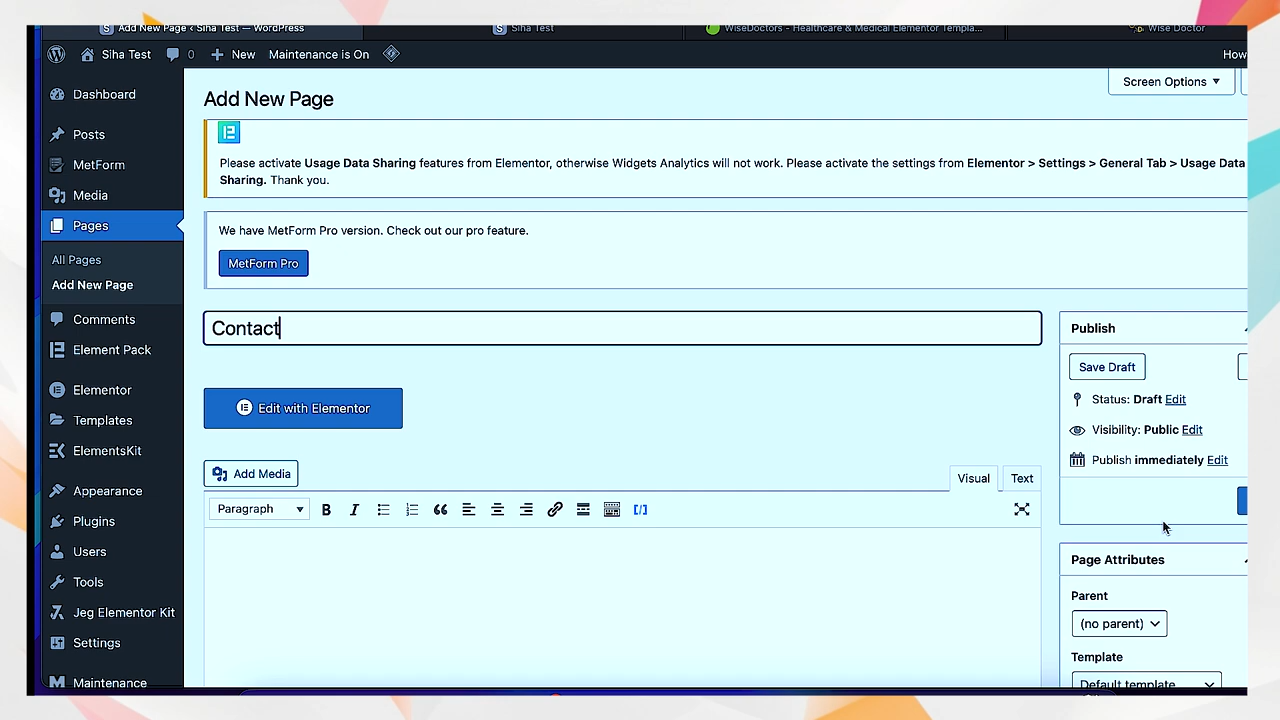 Add New Page ‹ Siha Test — WordPress
Siha Test
WiseDoctors - Healthcare & Medical Elementor Templa...
Wise Doctor
Siha Test
0
New
Maintenance is On
How
Dashboard
Posts
MetForm
Media
Pages
All Pages
Add New Page
Comments
Element Pack
Elementor
Templates
ElementsKit
Appearance
Plugins
Users
Tools
Jeg Elementor Kit
Settings
Maintenance
Screen Options
Add New Page
Please activate Usage Data Sharing features from Elementor, otherwise Widgets Analytics will not work. Please activate the settings from Elementor > Settings > General Tab > Usage Data
Sharing. Thank you.
We have MetForm Pro version. Check out our pro feature.
MetForm Pro
Contact
Edit with Elementor
Add Media
Visual
Text
Paragraph
B
I
Publish
Save Draft
Status: Draft Edit
Visibility: Public Edit
Publish immediately Edit
Page Attributes
Parent
(no parent)
Template
Default template